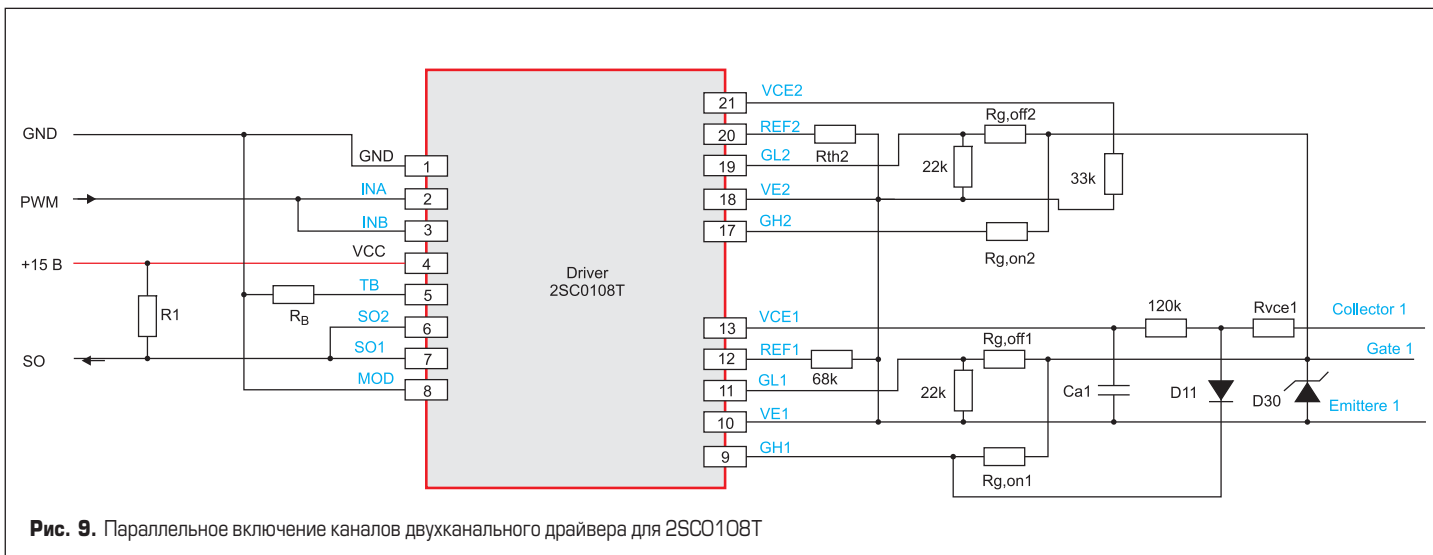 GND
PWM
+15 В
SO
R1
RB
GND
INA
INB
VCC
TB
SO2
SO1
MOD
1
2
3
4
5
6
7
8
Driver
2SC0108T
21
20
19
18
17
13
12
11
10
9
VCE2
REF2
GL2
VE2
GH2
Rth2
22k
Rg,off2
33k
Rg,on2
VCE1
REF1
GL1
VE1
GH1
68k
22k
Rg,off1
Rg,on1
120k
Rvce1
Ca1
D11
D30
Collector 1
Gate 1
Emittere 1
Рис. 9. Параллельное включение каналов двухканального драйвера для 2SC0108T